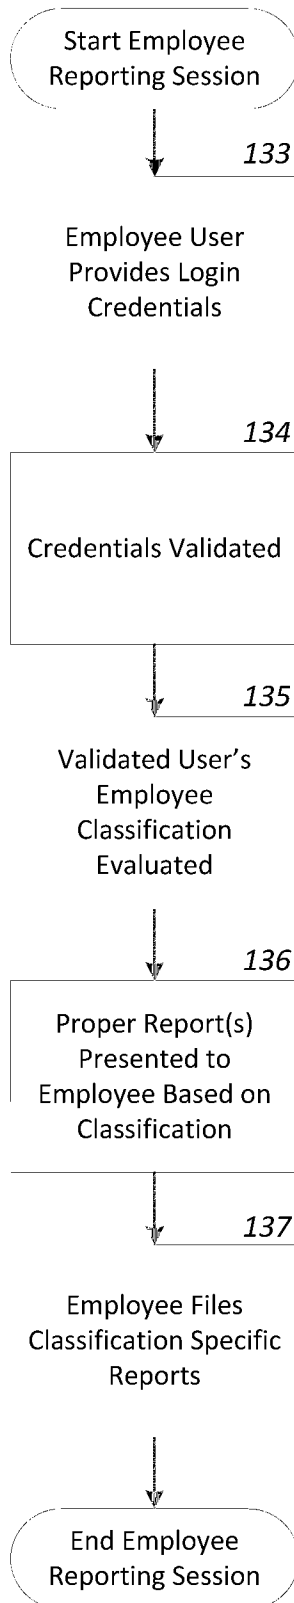 Start Employee
Reporting Session
133
Employee User
Provides Login
Credentials
134
Credentials Validated
135
Validated User's
Employee
Classification
Evaluated
136
Proper Report(s)
Presented to
Employee Based on
Classification
137
Employee Files
Classification Specific
Reports
End Employee
Reporting Session